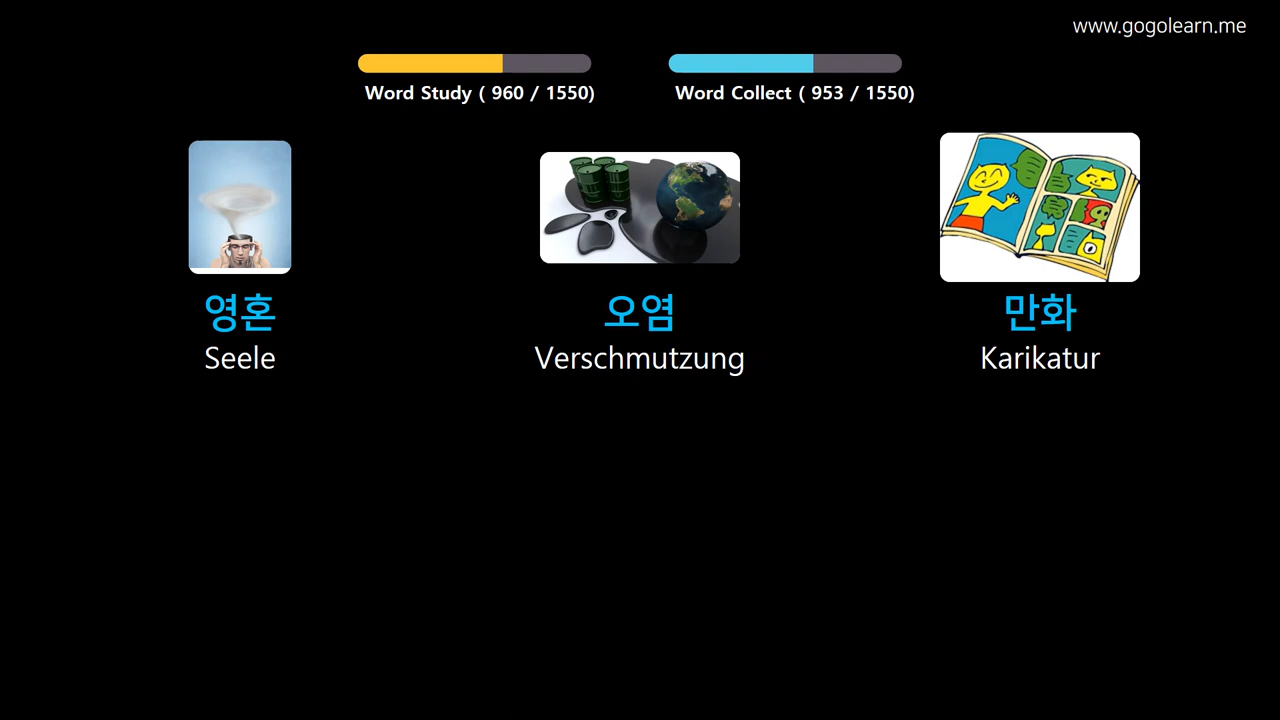 www.gogolearn.me
Word Study ( 960 / 1550)
Word Collect ( 953 / 1550)
영혼
Seele
오염
Verschmutzung
만화
Karikatur